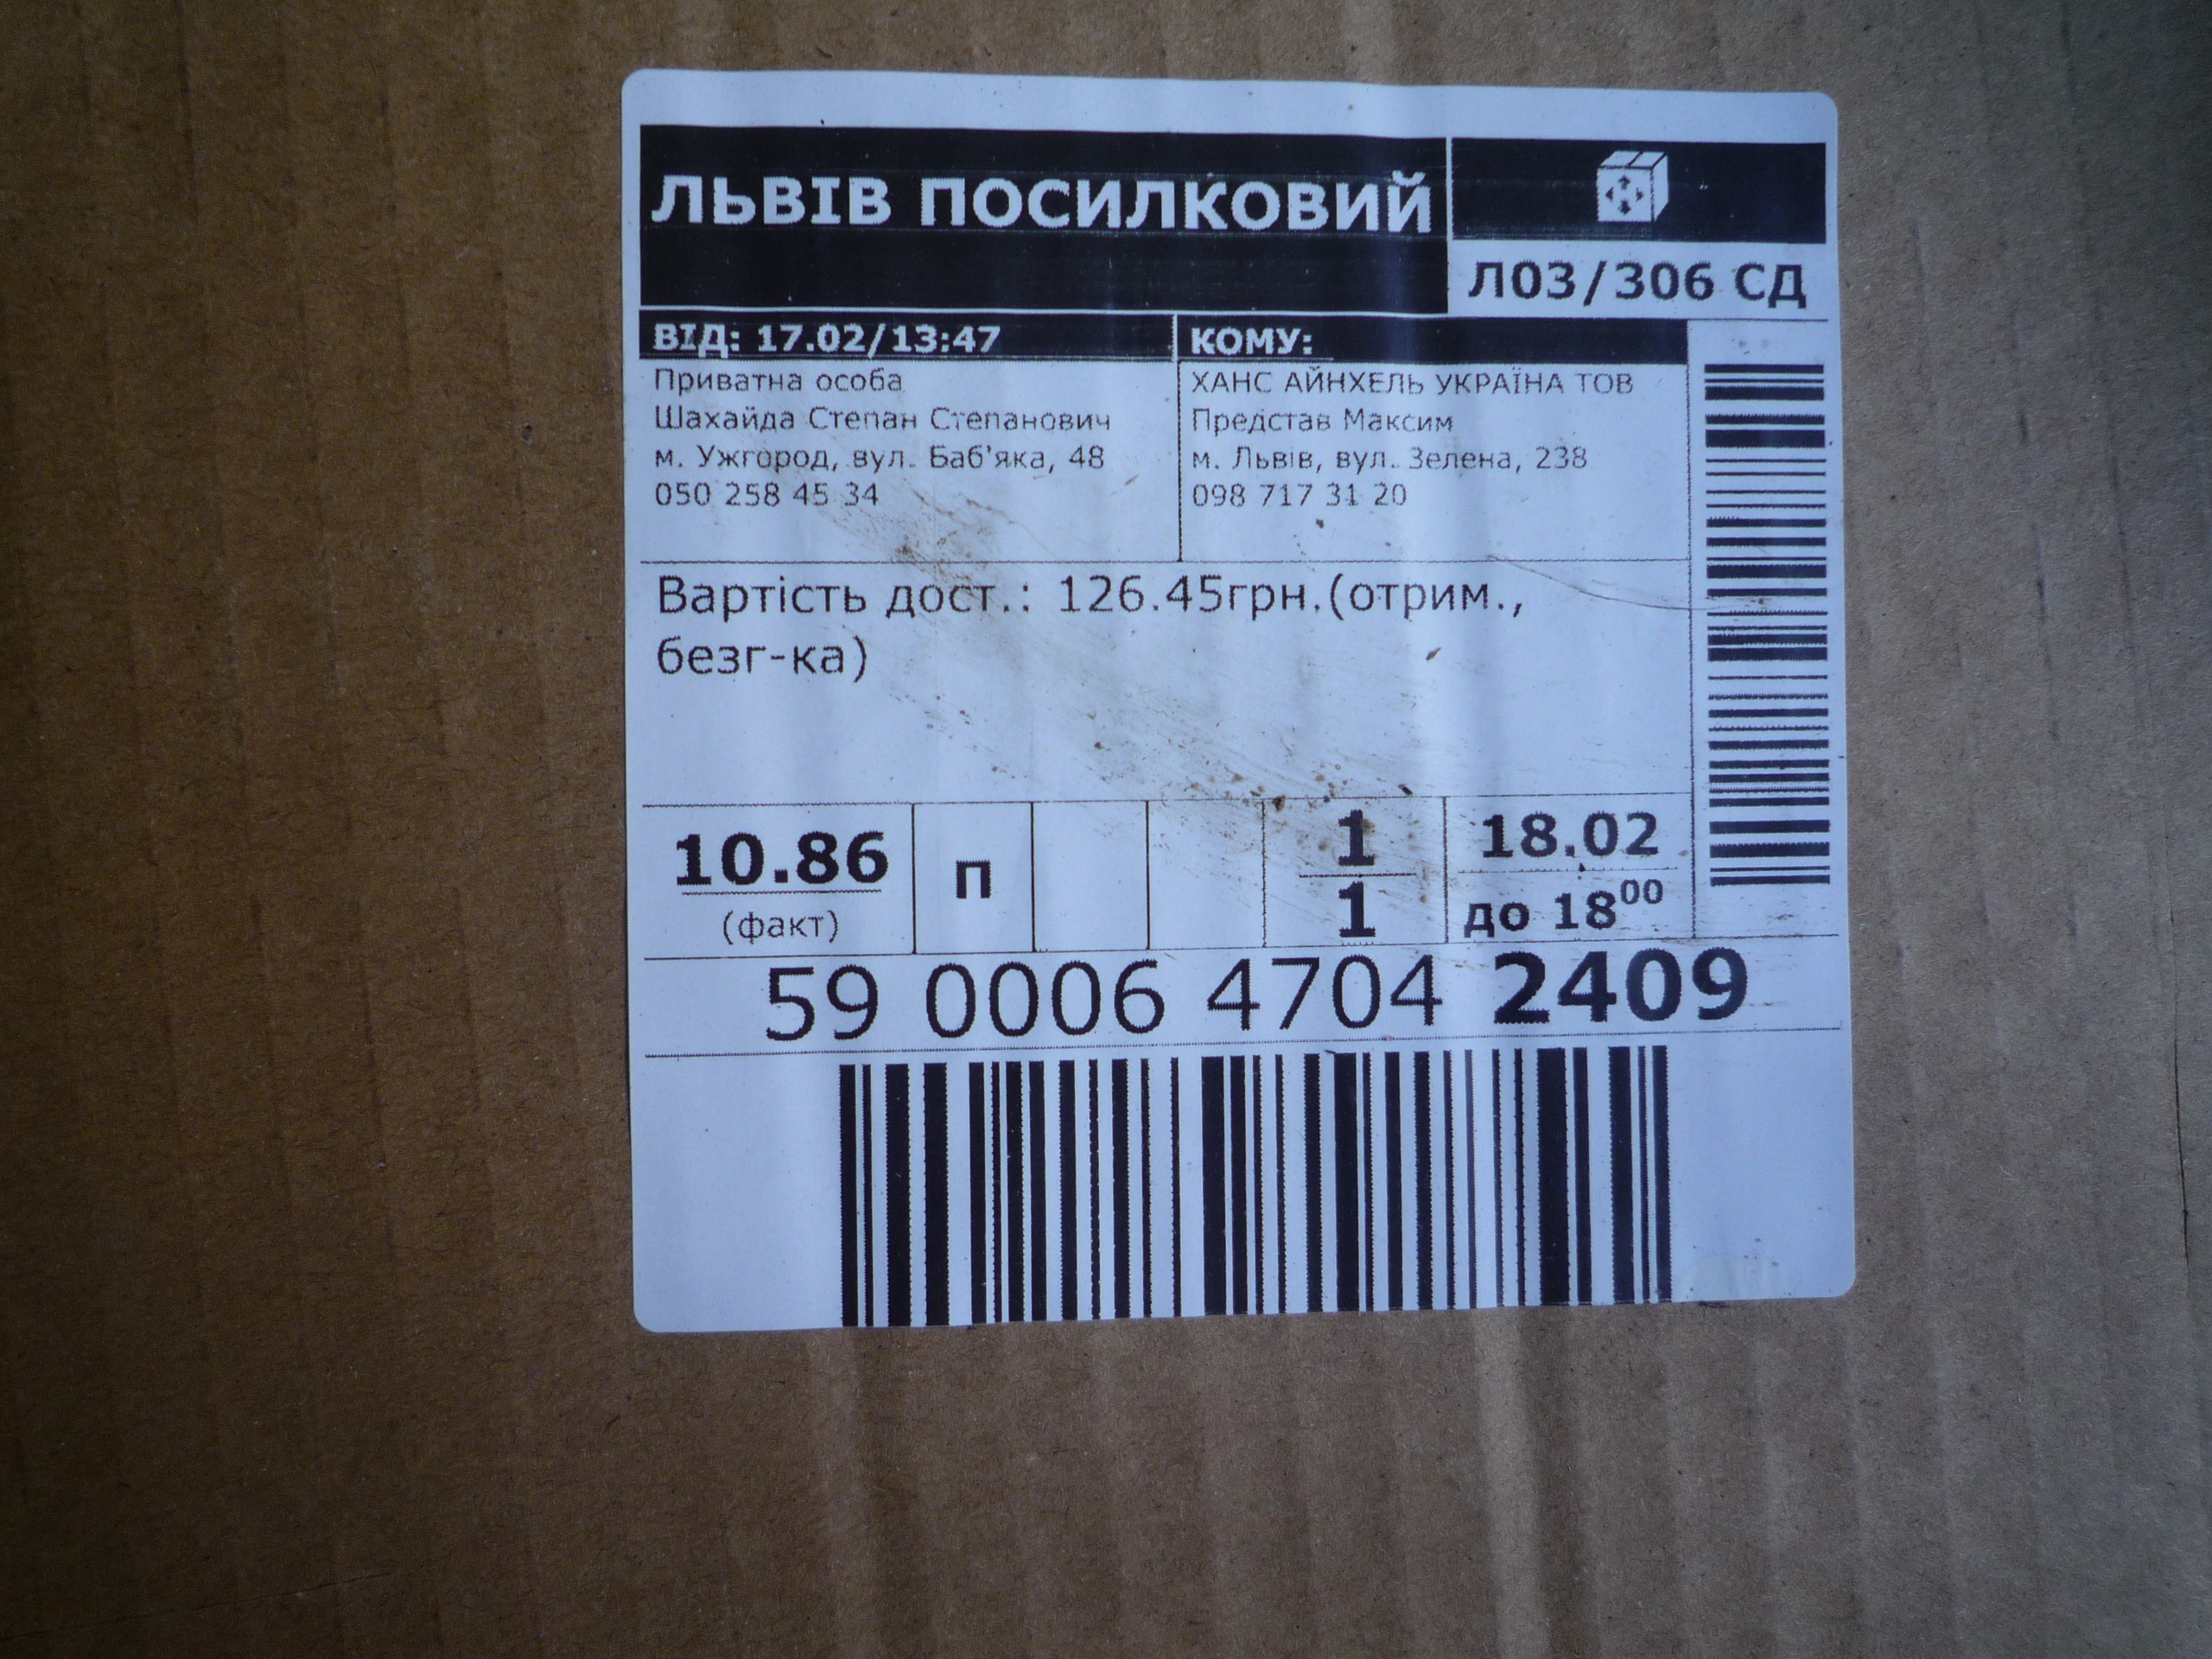 ЛЬВІВ ПОСИЛКОВИЙ
Л03/306 СД
ВІД: 17.02/13:47
Приватна особа
Шахайда Степан Степанович
м. Ужгород, вул. Баб'яка, 48
050 258 45 34
КОМУ:
ХАНС АЙНХЕЛЬ УКРАЇНА ТОВ
Представ Максим
м. Львів, вул. Зелена, 238
098 717 31 20
Вартість дост.: 126.45грн.(отрим.,
безг-ка)
10.86
(факт)
п
1
1
18.02
до 18⁰⁰
59 0006 4704 2409